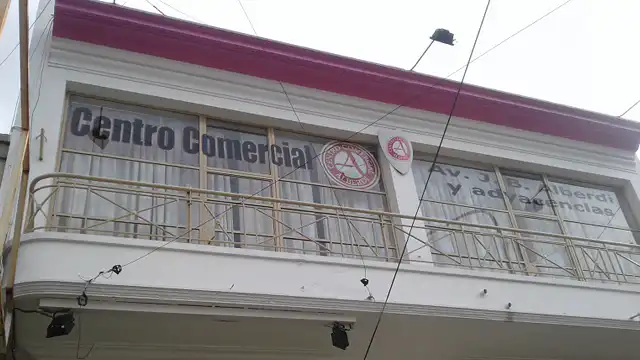 Centro Comercial
A
A
Av. J. B. Alberdi
y adyacencias